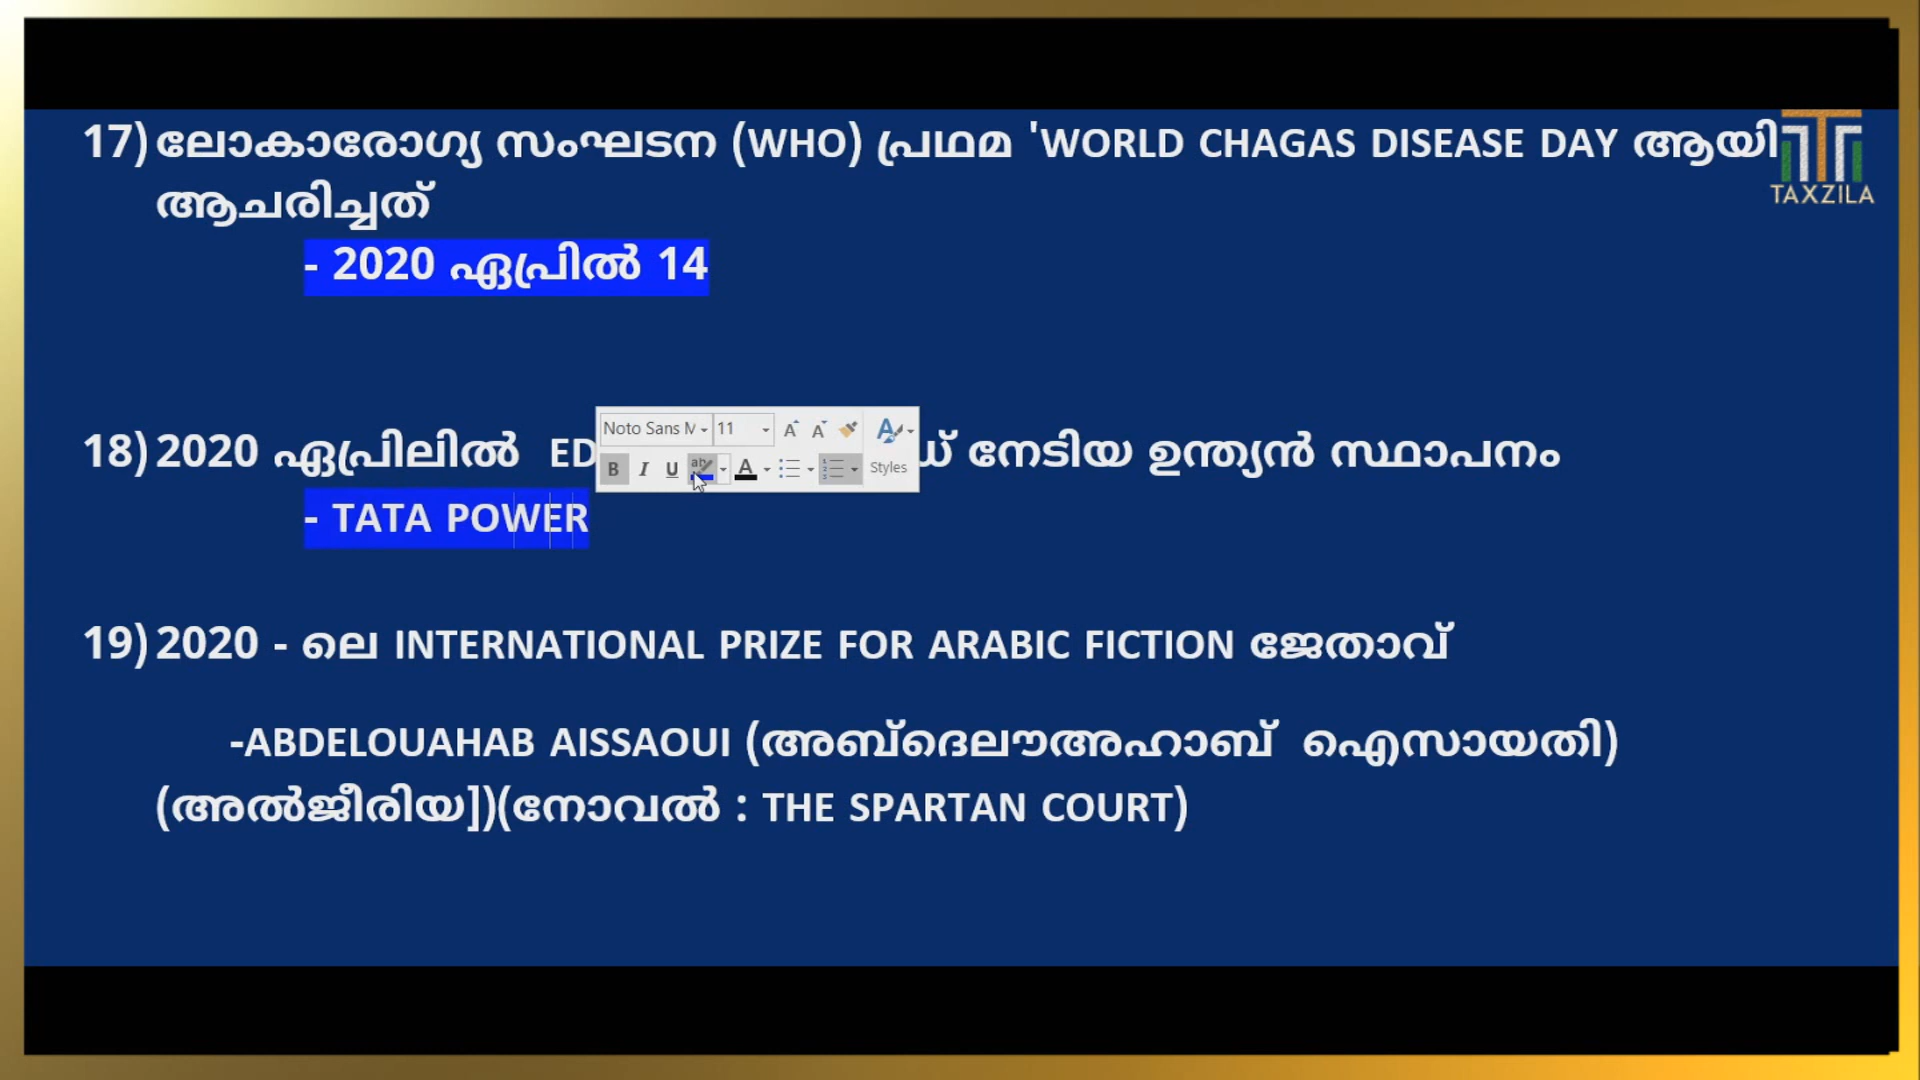 17) ലോകാരോഗ്യ സംഘടന (WHO) പ്രഥമ 'WORLD CHAGAS DISEASE DAY ആയി
TAXZILA
ആചരിച്ചത്
- 2020 ഏപ്രിൽ 14
Noto Sans M 11
18) 2020 ഏപ്രിലിൽ നേടിയ ഉന്ത്യൻ സ്ഥാപനം
B I U ab A Styles
- TATA POWER
19) 2020 - ലെ INTERNATIONAL PRIZE FOR ARABIC FICTION ജേതാവ്
-ABDELOUAHAB AISSAOUI (അബ്ദെലൗഅഹാബ് ഐസായതി)
(അൽജീരിയ])(നോവൽ : THE SPARTAN COURT)